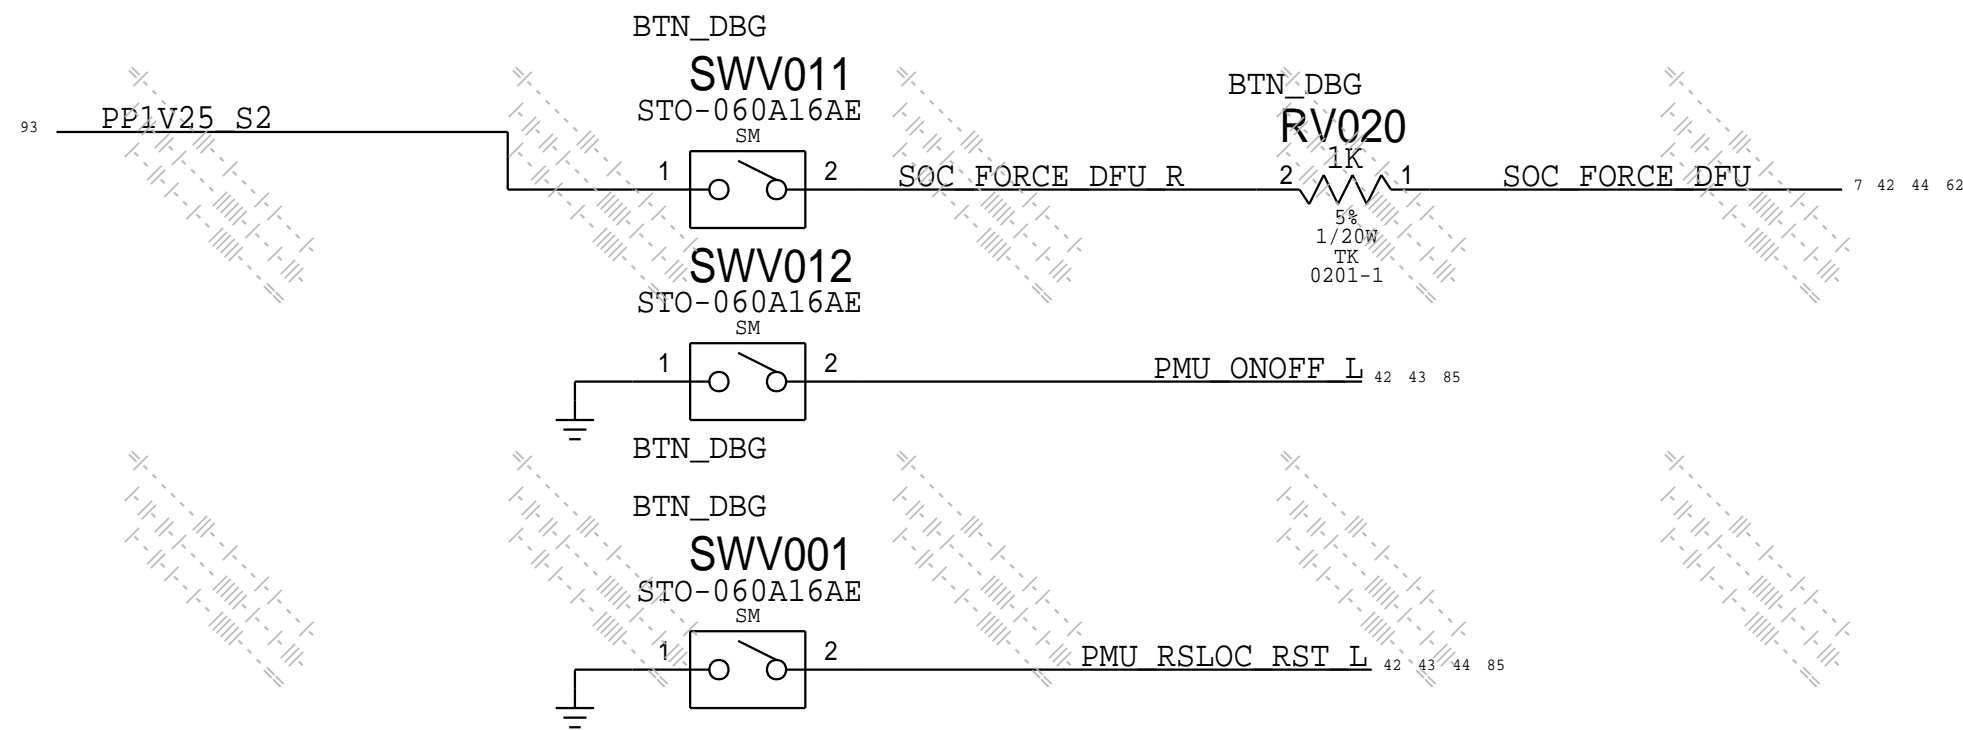 BTN_DBG
SWV011
STO-060A16AE
SM
93 PP1V25_S2
1 2
SOC_FORCE_DFU_R
BTN_DBG
RV020
1K
2 1
5%
1/20W
TK
0201-1
SOC_FORCE_DFU 7 42 44 62
SWV012
STO-060A16AE
SM
1 2
PMU_ONOFF_L 42 43 85
BTN_DBG
BTN_DBG
SWV001
STO-060A16AE
SM
1 2
PMU_RSLOC_RST_L 42 43 44 85